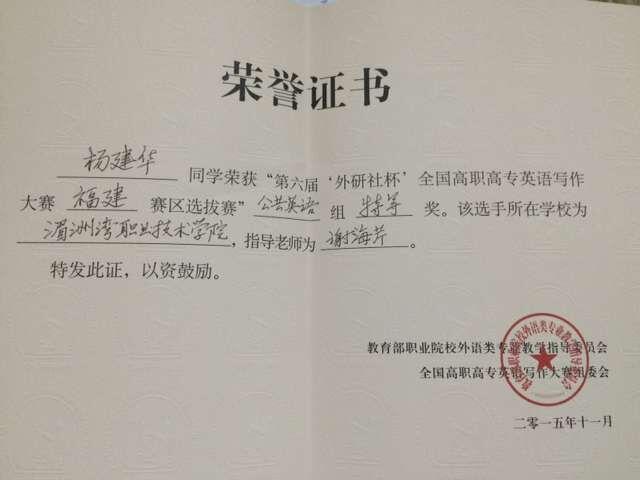 荣誉证书
杨建华 同学荣获“第六届‘外研社杯’全国高职高专英语写作
大赛 福建 赛区选拔赛”公共英语 组 特等 奖。该选手所在学校为
湄洲湾职业技术学院，指导老师为 谢海芹 。
特发此证，以资鼓励。
教育部职业院校外语类专业教学指导委员会
全国高职高专英语写作大赛组委会
二零一五年十一月